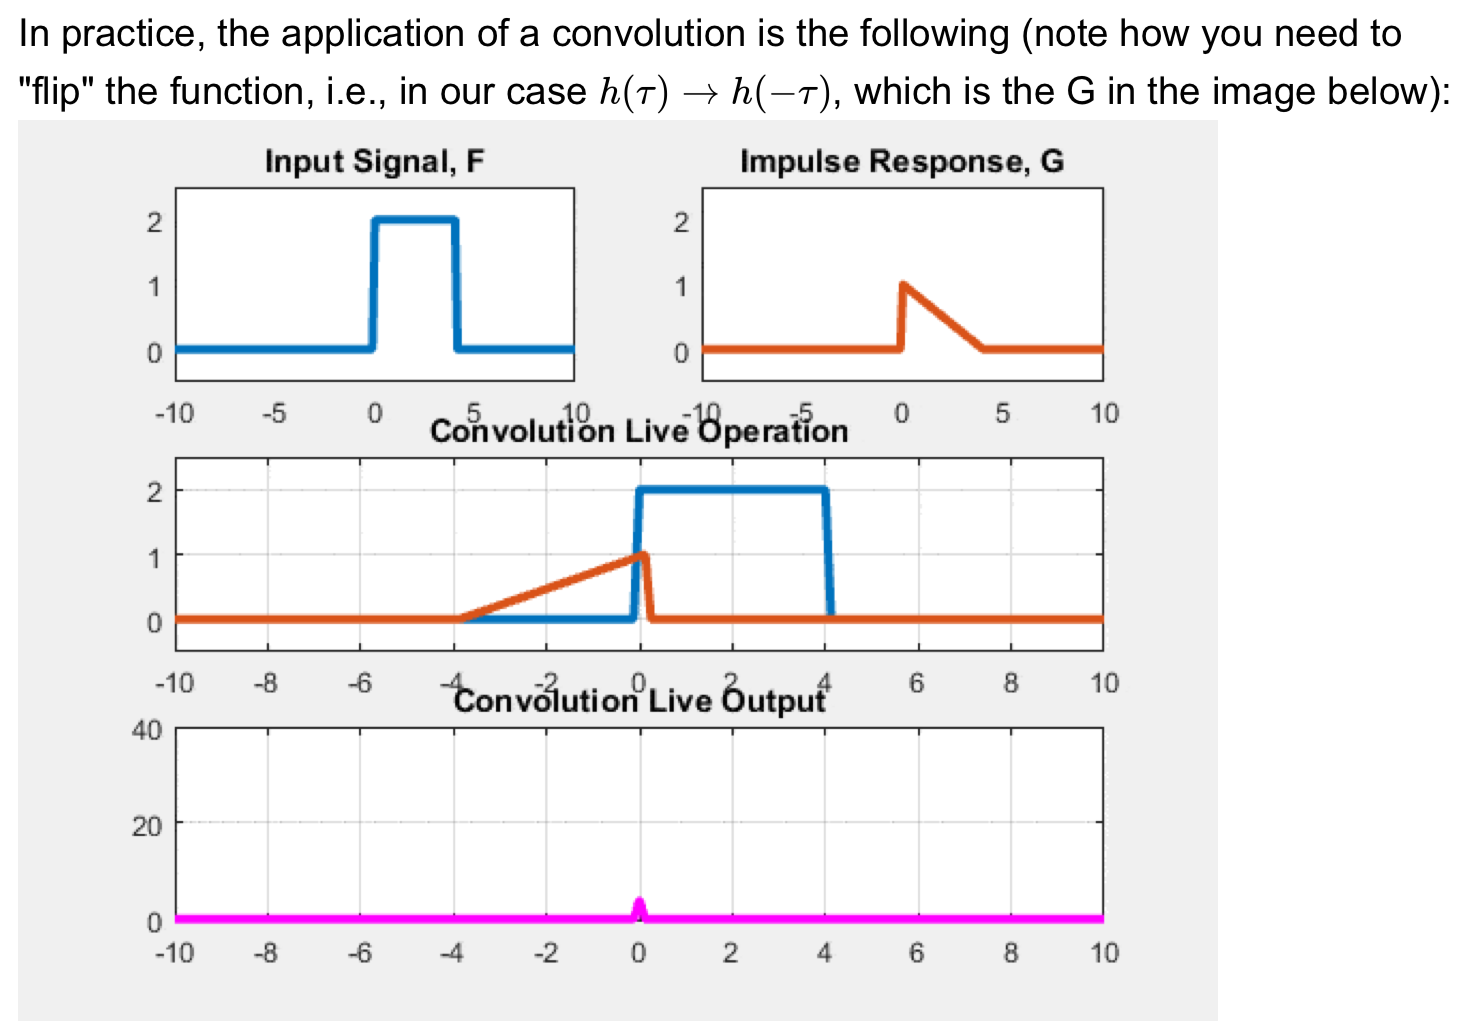 In practice, the application of a convolution is the following (note how you need to
"flip" the function, i.e., in our case h(τ) → h(−τ), which is the G in the image below):
Input Signal, F
Impulse Response, G
2
1
0
-10 -5 0 5 10
2
1
0
-10 -5 0 5 10
Convolution Live Operation
2
1
0
-10 -8 -6 -4 -2 0 2 4 6 8 10
Convolution Live Output
40
20
0
-10 -8 -6 -4 -2 0 2 4 6 8 10